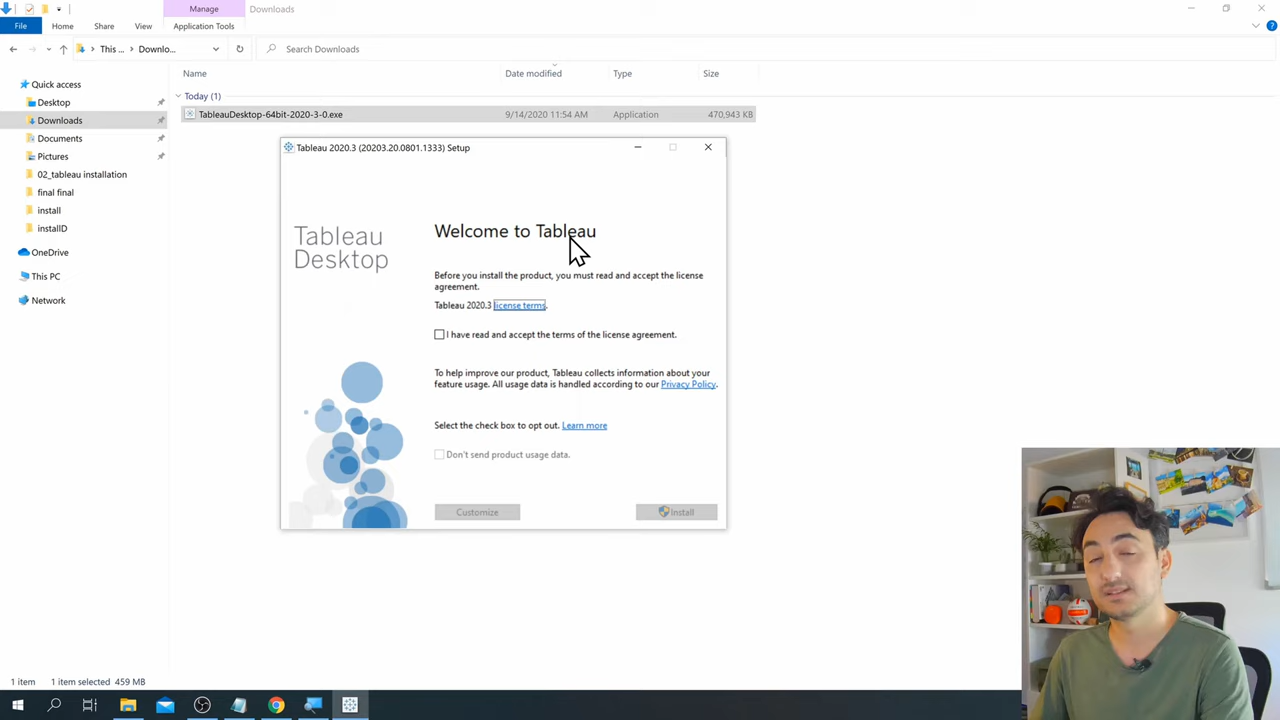 Manage
Downloads
File
Home
Share
View
Application Tools
This ...
Downlo...
Search Downloads
Name
Date modified
Type
Size
Quick access
Desktop
Downloads
Documents
Pictures
02_tableau installation
final final
install
installD
OneDrive
This PC
Network
Today (1)
TableauDesktop-64bit-2020-3-0.exe
9/14/2020 11:54 AM
Application
470,943 KB
Tableau 2020.3 (20203.20.0801.1333) Setup
Tableau
Desktop
Welcome to Tableau
Before you install the product, you must read and accept the license
agreement.
Tableau 2020.3 license terms.
I have read and accept the terms of the license agreement.
To help improve our product, Tableau collects information about your
feature usage. All usage data is handled according to our Privacy Policy.
Select the check box to opt out. Learn more
Don't send product usage data.
Customize
Install
1 item
1 item selected 459 MB